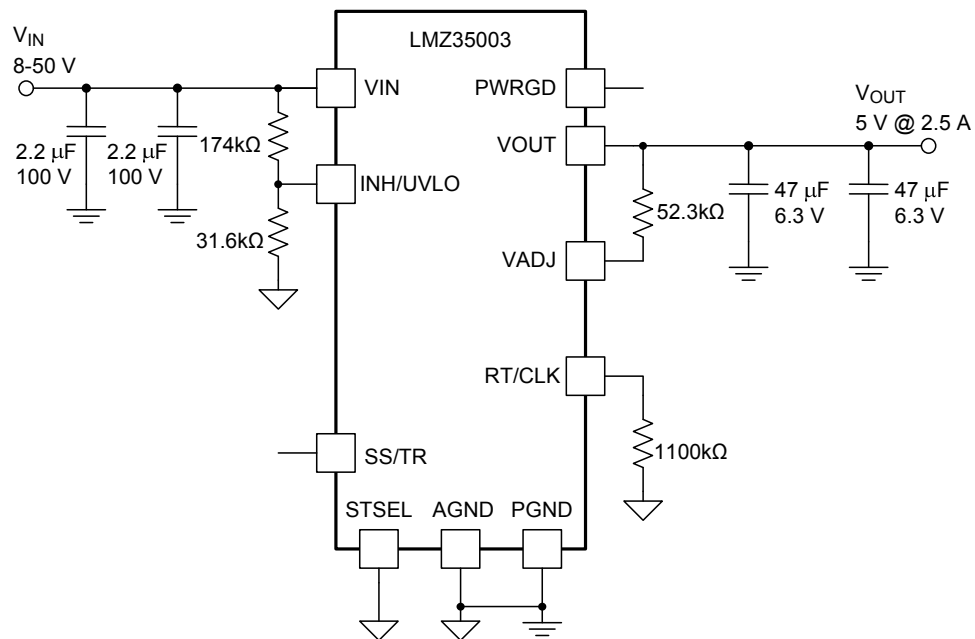 LMZ35003
VIN
8-50 V
VIN
PWRGD
VOUT
VOUT
5 V @ 2.5 A
2.2 μF
100 V
2.2 μF
100 V
174kΩ
INH/UVLO
31.6kΩ
52.3kΩ
47 μF
6.3 V
47 μF
6.3 V
VADJ
RT/CLK
1100kΩ
SS/TR
STSEL
AGND
PGND